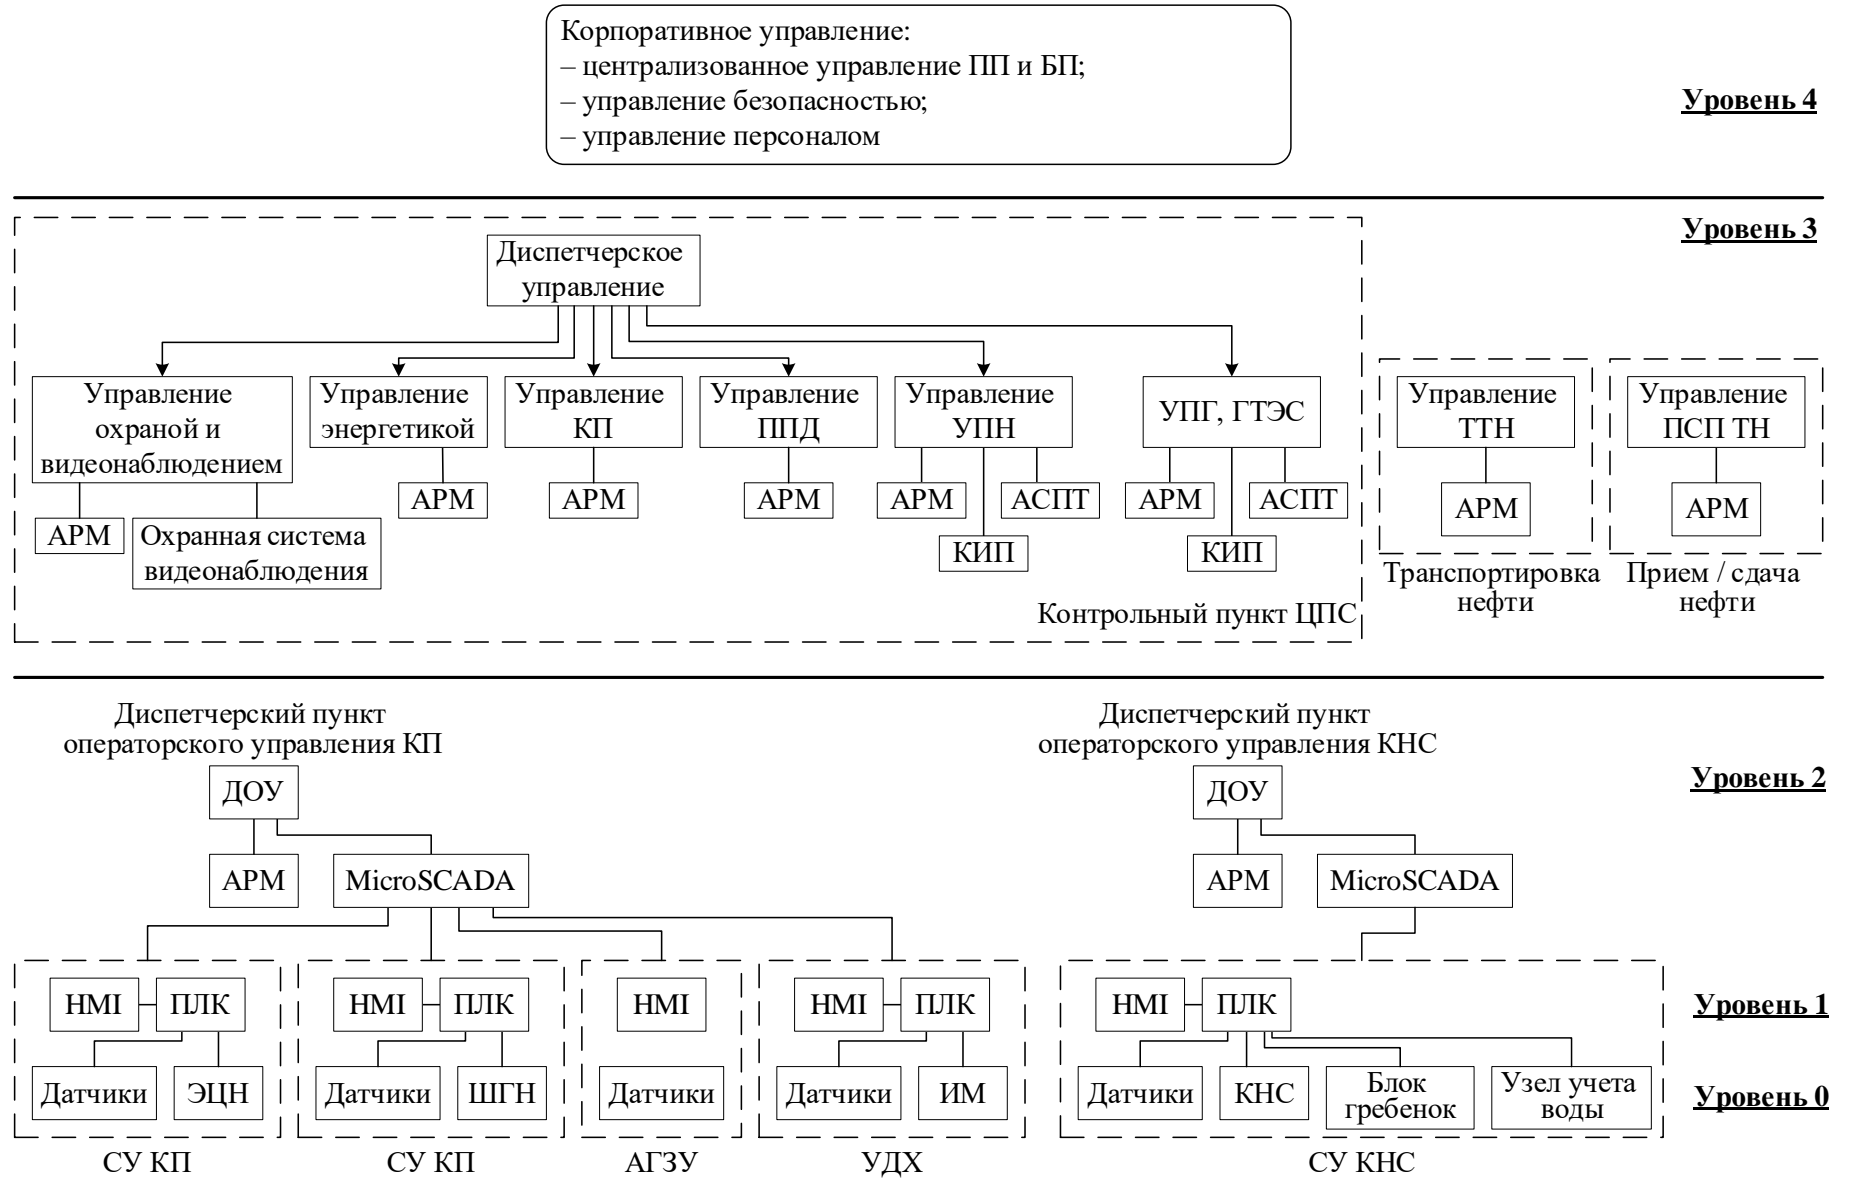 Корпоративное управление:
– централизованное управление ПП и БП;
– управление безопасностью;
– управление персоналом
Уровень 4
Уровень 3
Диспетчерское
управление
Управление
охраной и
видеонаблюдением
Управление
энергетикой
Управление
КП
Управление
ППД
Управление
УПН
УПГ, ГТЭС
Управление
ТТН
Управление
ПСП ТН
АРМ
Охранная система
видеонаблюдения
АРМ
АРМ
АРМ
АРМ
АСПТ
КИП
АРМ
АСПТ
КИП
АРМ
АРМ
Транспортировка
нефти
Прием / сдача
нефти
Контрольный пункт ЦПС
Диспетчерский пункт
операторского управления КП
Диспетчерский пункт
операторского управления КНС
Уровень 2
ДОУ
АРМ
MicroSCADA
ДОУ
АРМ
MicroSCADA
Уровень 1
HMI
ПЛК
HMI
ПЛК
HMI
HMI
ПЛК
HMI
ПЛК
Датчики
ЭЦН
Датчики
ШГН
Датчики
Датчики
ИМ
Датчики
КНС
Блок
гребенок
Узел учета
воды
Уровень 0
СУ КП
СУ КП
АГЗУ
УДХ
СУ КНС